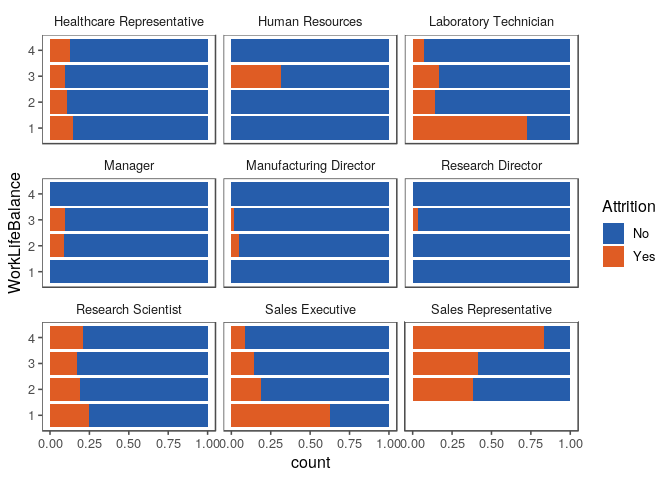 Healthcare Representative
Human Resources
Laboratory Technician
4
3
2
1
Manager
Manufacturing Director
Research Director
4
3
2
1
Research Scientist
Sales Executive
Sales Representative
4
3
2
1
0.00 0.25 0.50 0.75 1.00
0.00 0.25 0.50 0.75 1.00
0.00 0.25 0.50 0.75 1.00
count
WorkLifeBalance
Attrition
No
Yes